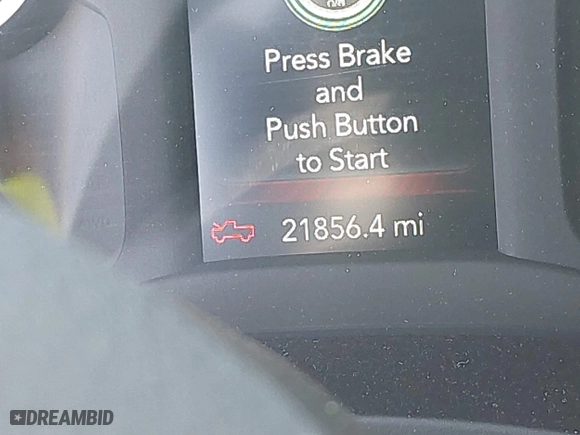 Press Brake
and
Push Button
to Start
21856.4 mi
DREAMBID